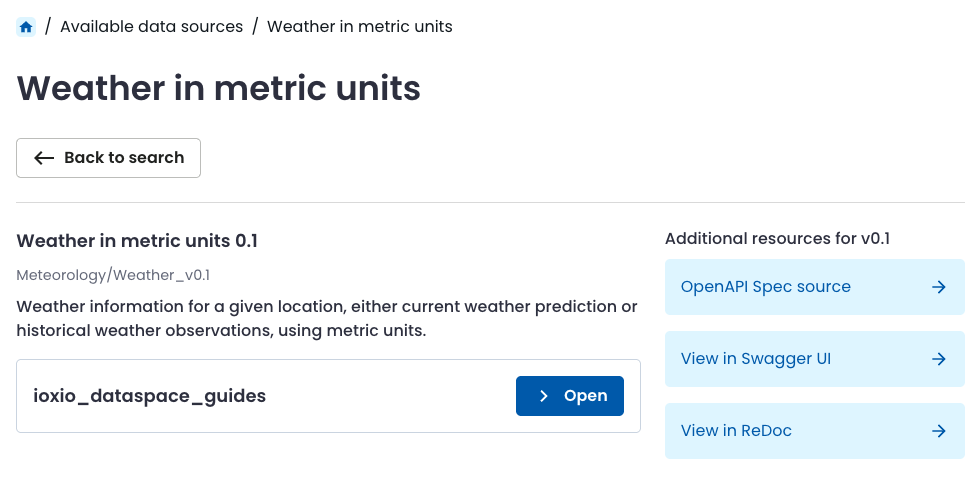 / Available data sources / Weather in metric units
Weather in metric units
Back to search
Weather in metric units 0.1
Meteorology/Weather_v0.1
Weather information for a given location, either current weather prediction or
historical weather observations, using metric units.
ioxio_dataspace_guides
Open
Additional resources for v0.1
OpenAPI Spec source
View in Swagger UI
View in ReDoc